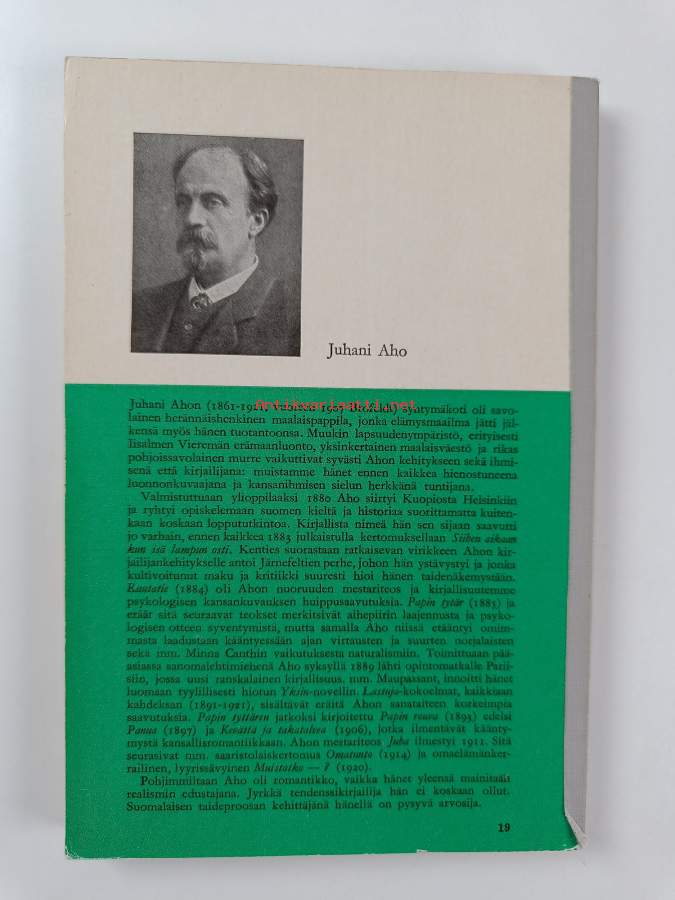 Juhani Aho
Juhani Ahon (1861-1921, syntymäkoti oli savo-
Antikvariaatti.net
lainen herännäishenkinen maalaispappila, jonka elämysmaailma jätti jäl-
kensä myös hänen tuotantoonsa. Muukin lapsuudenympäristö, erityisesti
Iisalmen Vieremän erämaanluonto, yksinkertainen maalaisväestö ja rikas
pohjoissavolainen murre vaikuttivat syvästi Ahon kehitykseen sekä ihmi-
senä että kirjailijana: muistamme hänet ennen kaikkea hienostuneena
luonnonkuvaajana ja kansanihmisen sielun herkkänä tuntijana.
Valmistuttuaan ylioppilaaksi 1880 Aho siirtyi Kuopiosta Helsinkiin
ja ryhtyi opiskelemaan suomen kieltä ja historiaa suorittamatta kuiten-
kaan koskaan lopputukintoa. Kirjallista nimeä hän sen sijaan saavutti
jo varhain, ennen kaikkea 1883 julkaistulla kertomuksellaan Siihen aikaan
kun isä lampun osti. Kenties suorastaan ratkaisevan virikkeen Ahon kir-
jailijankehitykselle antoi Järnefeltien perhe, johon hän ystävystyi ja jonka
kultivoitunut maku ja kritiikki suuresti hioi hänen taidenäkemystään.
Rautatie (1884) oli Ahon nuoruuden mestariteos ja kirjallisuutemme
psykologisen kansankuvauksen huippusaavutuksia. Papin tytär (1885) ja
eräät sitä seuraavat teokset merkitsivät aihepiirin laajennusta ja psyko-
logisen otteen syventymistä, mutta samalla Aho niissä etääntyi omim-
masta laadustaan kääntyessään ajan virtausten ja suurten norjalaisten
sekä mm. Minna Canthin vaikutuksesta naturalismiin. Toimittuaan pää-
asiassa sanomalehtimiehenä Aho syksyllä 1889 lähti opintomatkalle Parii-
siin, jossa uusi ranskalainen kirjallisuus, mm. Maupassant, innoitti hänet
luomaan tyylillisesti hiotun Yksin-novellin. Lastuja-kokoelmat, kaikkiaan
kahdeksan (1891-1921), sisältävät eräitä Ahon sanataiteen korkeimpia
saavutuksia. Papin tyttären jatkoksi kirjoitettu Papin rouva (1893) edelsi
Panua (1897) ja Kevättä ja takatalvea (1906), jotka ilmentävät käänty-
mystä kansallisromantiikkaan. Ahon mestariteos Juha ilmestyi 1911. Sitä
seurasivat mm. saaristolaiskertomus Omatunto (1914) ja omaelämänker-
rallinen, lyyrissävyinen Muistatko — ? (1920).
Pohjimmiltaan Aho oli romantikko, vaikka hänet yleensä mainitaan
realismin edustajana. Jyrkkä tendenssikirjailija hän ei koskaan ollut.
Suomalaisen taideproosan kehittäjänä hänellä on pysyvä arvosija.
19